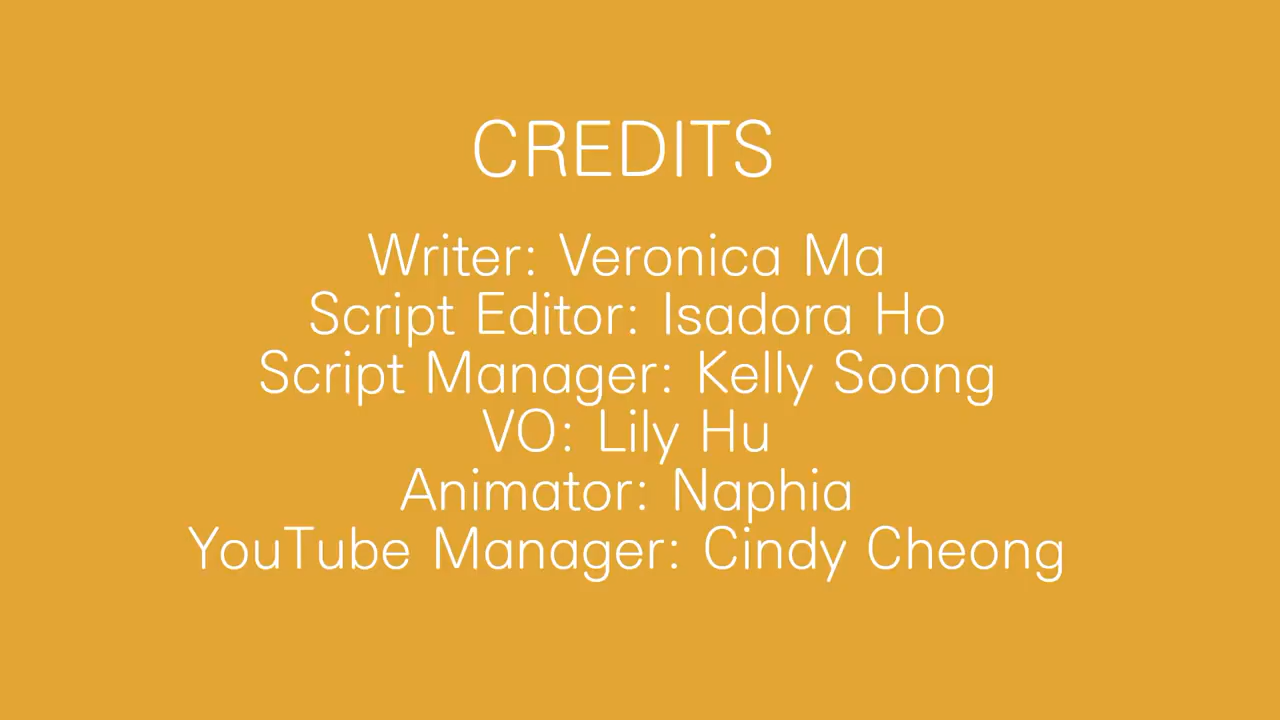 CREDITS
Writer: Veronica Ma
Script Editor: Isadora Ho
Script Manager: Kelly Soong
VO: Lily Hu
Animator: Naphia
YouTube Manager: Cindy Cheong